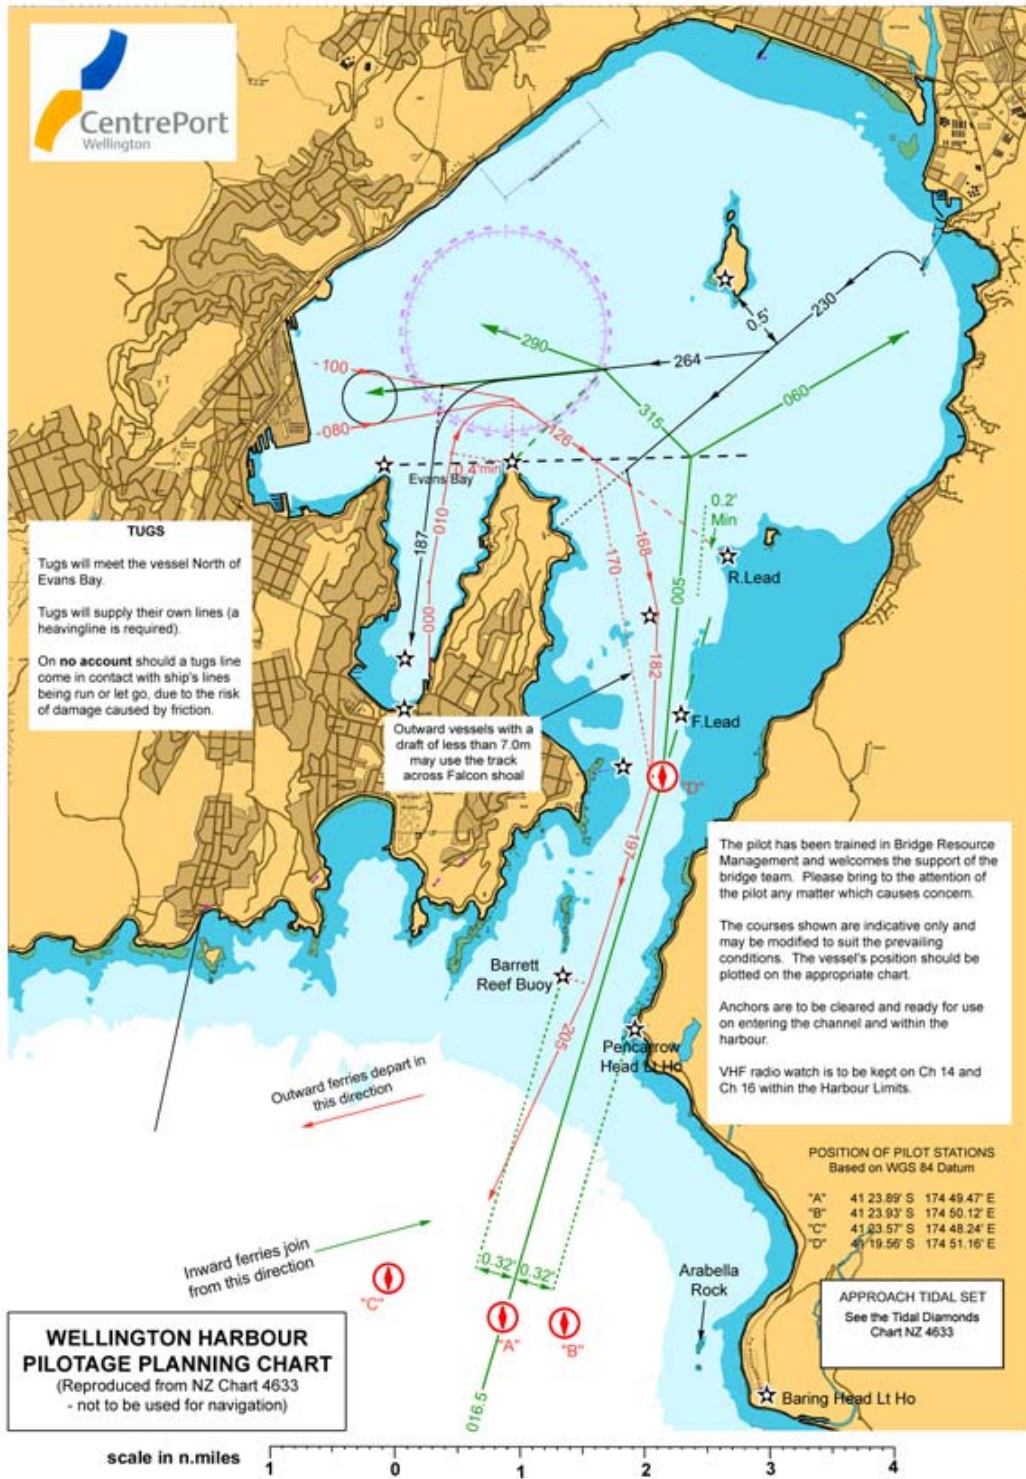 CentrePort
Wellington
0.5'
230
290
264
-100
315
060
-080
126
0.4'min
Evans Bay
010
187
0.2'
Min
168
170
R.Lead
005
000
182
F.Lead
TUGS
Tugs will meet the vessel North of
Evans Bay.
Tugs will supply their own lines (a
heavingline is required).
On no account should a tugs line
come in contact with ship's lines
being run or let go, due to the risk
of damage caused by friction.
Outward vessels with a
draft of less than 7.0m
may use the track
across Falcon shoal
"D"
197
The pilot has been trained in Bridge Resource
Management and welcomes the support of the
bridge team. Please bring to the attention of
the pilot any matter which causes concern.
The courses shown are indicative only and
may be modified to suit the prevailing
conditions. The vessel's position should be
plotted on the appropriate chart.
Anchors are to be cleared and ready for use
on entering the channel and within the
harbour.
VHF radio watch is to be kept on Ch 14 and
Ch 16 within the Harbour Limits.
Barrett
Reef Buoy
205
Pencarrow
Head Lt Ho
Outward ferries depart in
this direction
POSITION OF PILOT STATIONS
Based on WGS 84 Datum
"A" 41 23.89' S 174 49.47' E
"B" 41 23.93' S 174 50.12' E
"C" 41 23.57' S 174 48.24' E
"D" 41 19.56' S 174 51.16' E
Inward ferries join
from this direction
0.32' 0.32'
"C"
"A"
"B"
Arabella
Rock
APPROACH TIDAL SET
See the Tidal Diamonds
Chart NZ 4633
WELLINGTON HARBOUR
PILOTAGE PLANNING CHART
(Reproduced from NZ Chart 4633
- not to be used for navigation)
016.5
Baring Head Lt Ho
scale in n.miles
1 0 1 2 3 4